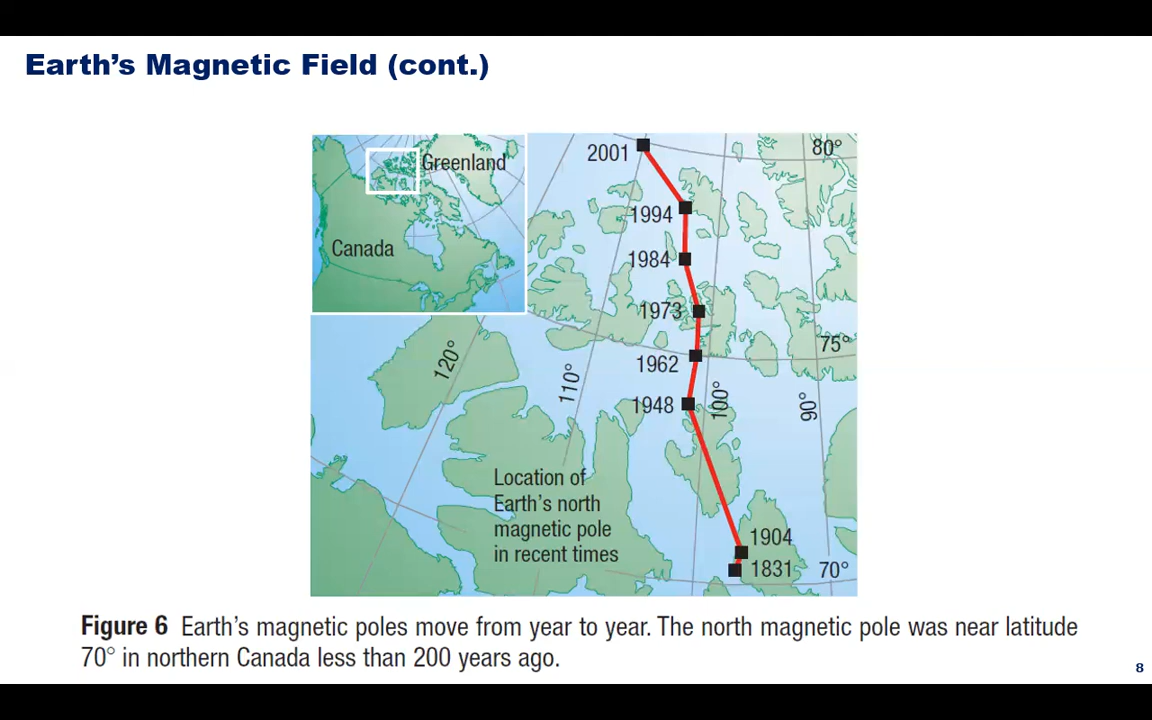 Earth's Magnetic Field (cont.)
Greenland
Canada
2001
80°
1994
1984
1973
75°
1962
120°
110°
100°
90°
1948
Location of
Earth's north
magnetic pole
in recent times
1904
1831
70°
Figure 6 Earth's magnetic poles move from year to year. The north magnetic pole was near latitude
70° in northern Canada less than 200 years ago.
8